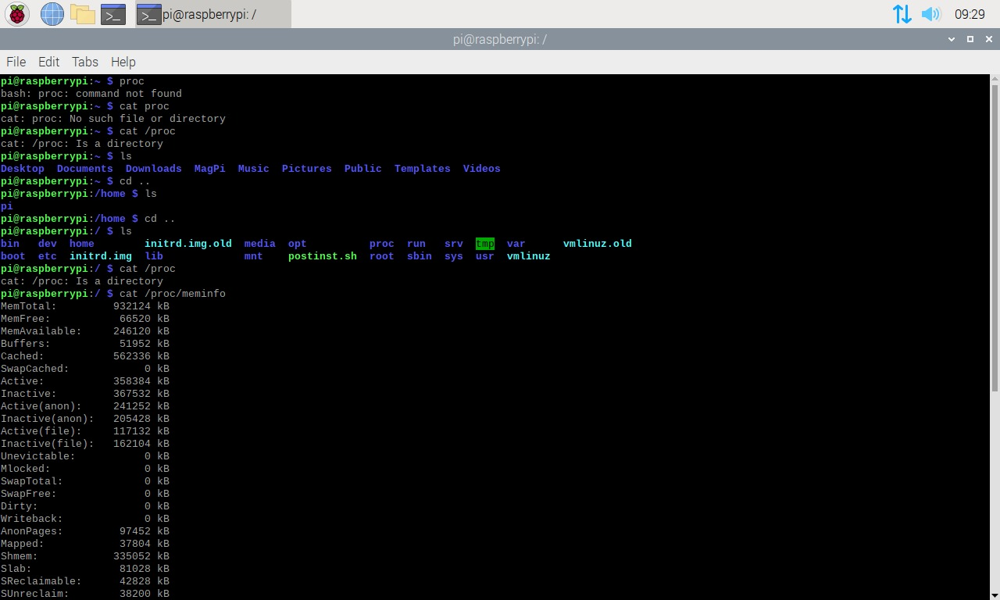 pi@raspberrypi: / 09:29
pi@raspberrypi: /
File Edit Tabs Help
pi@raspberrypi:~ $ proc
bash: proc: command not found
pi@raspberrypi:~ $ cat proc
cat: proc: No such file or directory
pi@raspberrypi:~ $ cat /proc
cat: /proc: Is a directory
pi@raspberrypi:~ $ ls
Desktop  Documents  Downloads  MagPi  Music  Pictures  Public  Templates  Videos
pi@raspberrypi:~ $ cd ..
pi@raspberrypi:/home $ ls
pi
pi@raspberrypi:/home $ cd ..
pi@raspberrypi:/ $ ls
bin   dev  home        initrd.img.old  media  opt          proc  run   srv  tmp  var      vmlinuz.old
boot  etc  initrd.img  lib             mnt    postinst.sh  root  sbin  sys  usr  vmlinuz
pi@raspberrypi:/ $ cat /proc
cat: /proc: Is a directory
pi@raspberrypi:/ $ cat /proc/meminfo
MemTotal:         932124 kB
MemFree:           66520 kB
MemAvailable:     246120 kB
Buffers:           51952 kB
Cached:           562336 kB
SwapCached:            0 kB
Active:           358384 kB
Inactive:         367532 kB
Active(anon):     241252 kB
Inactive(anon):   205428 kB
Active(file):     117132 kB
Inactive(file):   162104 kB
Unevictable:           0 kB
Mlocked:               0 kB
SwapTotal:             0 kB
SwapFree:              0 kB
Dirty:                 0 kB
Writeback:             0 kB
AnonPages:         97452 kB
Mapped:            37804 kB
Shmem:            335052 kB
Slab:              81028 kB
SReclaimable:      42828 kB
SUnreclaim:        38200 kB